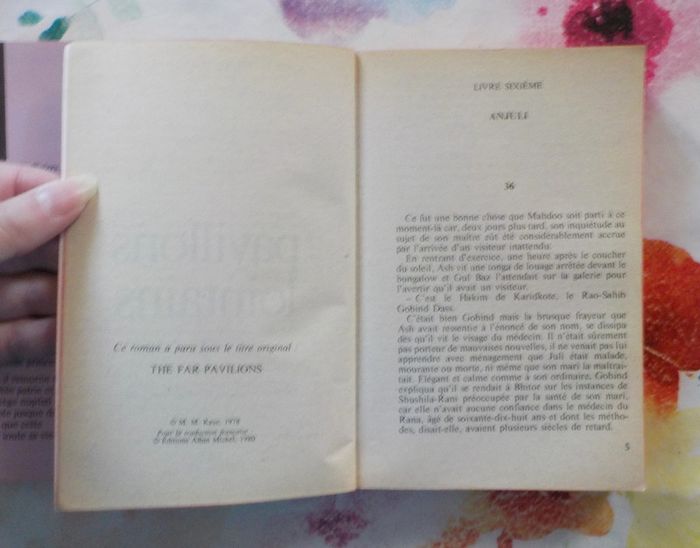 Ce roman a paru sous le titre original
THE FAR PAVILIONS
© M. M. Kaye, 1978
Pour la traduction française
© Éditions Albin Michel, 1980
LIVRE SIXIÈME
ANJULI
36
Ce fut une bonne chose que Mahdoo soit parti à ce
moment-là car, deux jours plus tard, son inquiétude au
sujet de son maître eût été considérablement accrue
par l'arrivée d'un visiteur inattendu.
En rentrant d'exercice, une heure après le coucher
du soleil, Ash vit une tonga de louage arrêtée devant le
bungalow et Gul Baz l'attendait sur la galerie pour
l'avertir qu'il avait un visiteur.
– C'est le Hakim de Karidkote, le Rao-Sahib
Gobind Dass.
C'était bien Gobind mais la brusque frayeur que
Ash avait ressentie à l'énoncé de son nom, se dissipa
dès qu'il vit le visage du médecin. Il n'était sûrement
pas porteur de mauvaises nouvelles, il ne venait pas lui
apprendre avec ménagement que Juli était malade,
mourante ou morte, ni même que son mari la maltrai-
tait. Élégant et calme comme à son ordinaire, Gobind
expliqua qu'il se rendait à Bhitor sur les instances de
Shushila-Rani préoccupée par la santé de son mari,
car elle n'avait aucune confiance dans le médecin du
Rana, âgé de soixante-dix-huit ans et dont les métho-
des, disait-elle, avaient plusieurs siècles de retard.
5